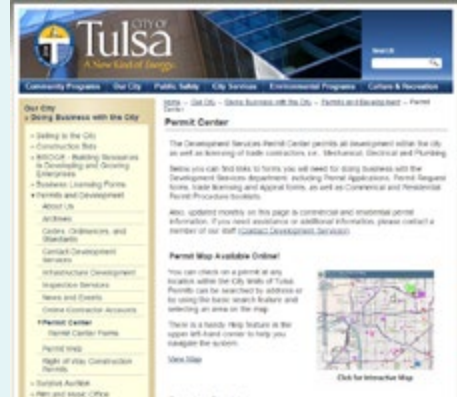 CITY OF
Tulsa
A New Kind of Energy.
Search
Community Programs Our City Public Safety City Services Environmental Programs Culture & Recreation
Our City
Doing Business with the City
Selling to the City
Construction Bids
BRIDGE - Building Resources
in Developing and Growing
Enterprises
Business Licensing Forms
Permits and Development
About Us
Archives
Codes, Ordinances, and
Standards
Contact Development
Services
Infrastructure Development
Inspection Services
News and Events
Online Contractor Accounts
Permit Center
Permit Center Forms
Permit Help
Right of Way Construction
Permits
Surplus Auction
Film and Music Office
Home - Our City - Doing Business with the City - Permits and Development - Permit
Center
Permit Center
The Development Services Permit Center permits all development within the city
as well as licensing of trade contractors, i.e., Mechanical, Electrical and Plumbing.
Below you can find links to forms you will need for doing business with the
Development Services department, including Permit Applications, Permit Request
forms, trade licensing and Appeal forms, as well as Commercial and Residential
Permit Procedure booklets.
Also, updated monthly on this page is commercial and residential permit
information. If you need assistance or additional information, please contact a
member of our staff (Contact Development Services).
Permit Map Available Online!
You can check on a permit at any
location within the City limits of Tulsa.
Permits can be searched by address or
by using the basic search feature and
selecting an area on the map.
There is a handy Help feature in the
upper left-hand corner to help you
navigate the system.
View Map
Click for Interactive Map